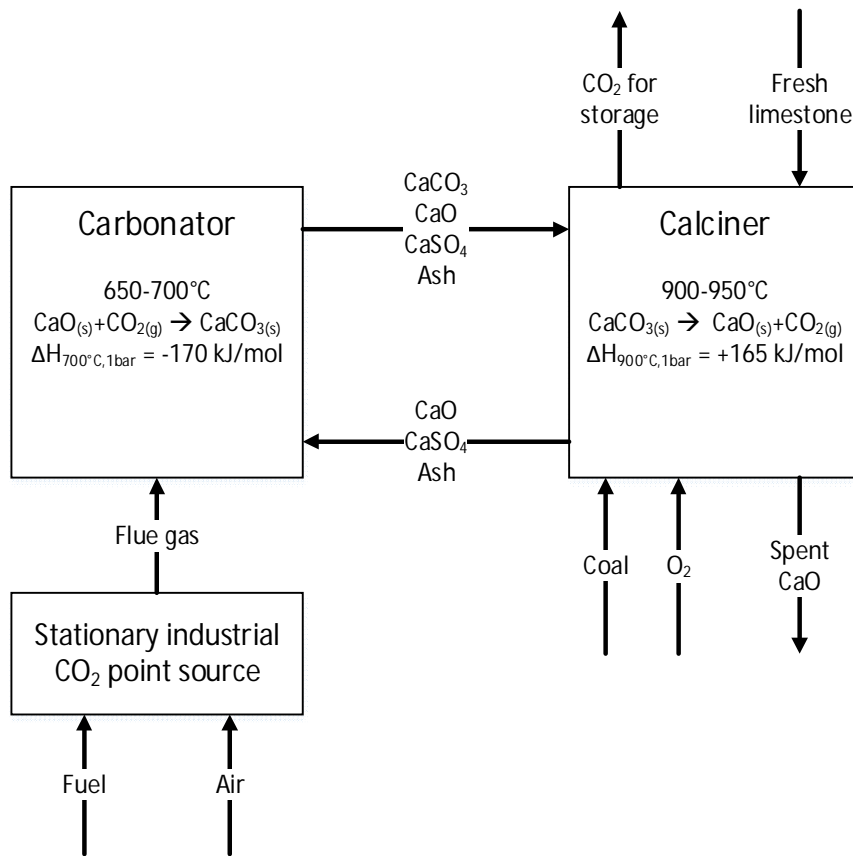 CO₂ for
storage
Fresh
limestone
Carbonator
650-700°C
CaO(s)+CO₂(g) → CaCO₃(s)
ΔH700°C,1bar = -170 kJ/mol
CaCO₃
CaO
CaSO₄
Ash
Calciner
900-950°C
CaCO₃(s) → CaO(s)+CO₂(g)
ΔH900°C,1bar = +165 kJ/mol
CaO
CaSO₄
Ash
Flue gas
Coal
O₂
Spent
CaO
Stationary industrial
CO₂ point source
Fuel
Air